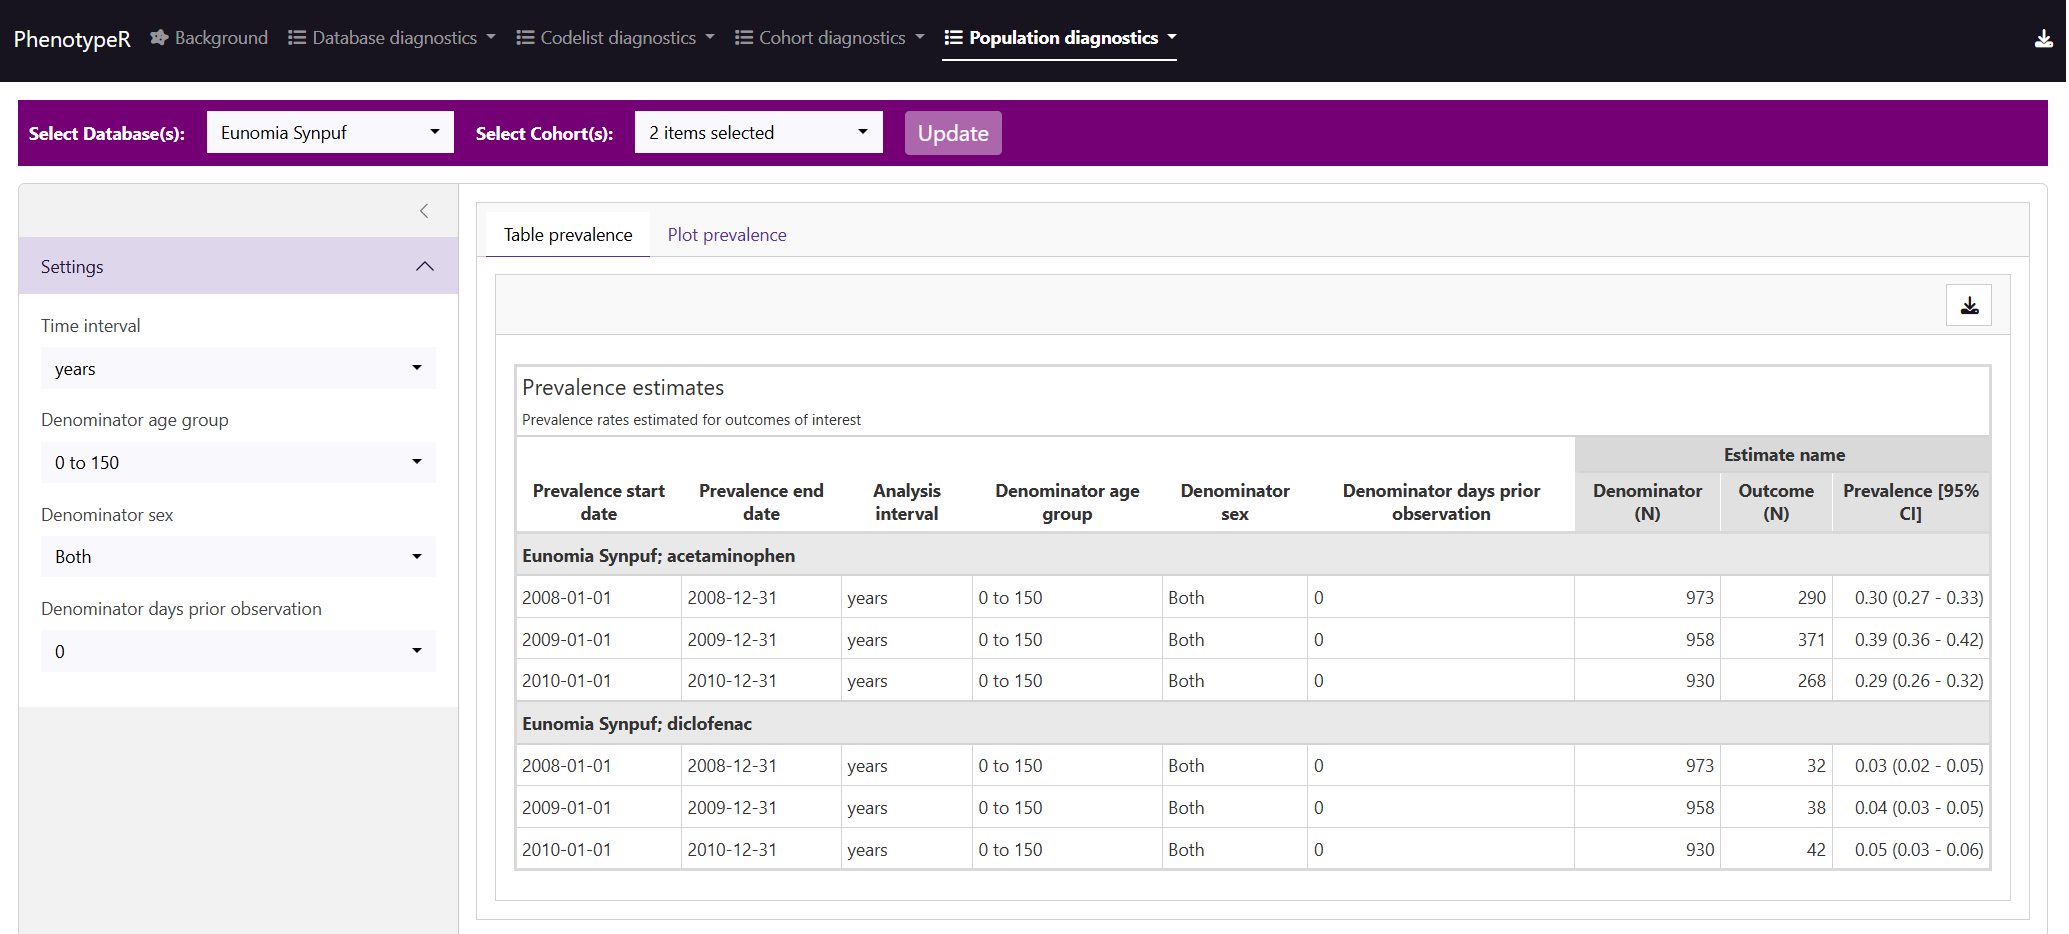 PhenotypeR Background Database diagnostics Codelist diagnostics Cohort diagnostics Population diagnostics
Select Database(s): Eunomia Synpuf Select Cohort(s): 2 items selected Update
Settings
Time interval
years
Denominator age group
0 to 150
Denominator sex
Both
Denominator days prior observation
0
Table prevalence Plot prevalence
Prevalence estimates
Prevalence rates estimated for outcomes of interest
Estimate name
Prevalence start date Prevalence end date Analysis interval Denominator age group Denominator sex Denominator days prior observation Denominator (N) Outcome (N) Prevalence [95% CI]
Eunomia Synpuf; acetaminophen
2008-01-01 2008-12-31 years 0 to 150 Both 0 973 290 0.30 (0.27 - 0.33)
2009-01-01 2009-12-31 years 0 to 150 Both 0 958 371 0.39 (0.36 - 0.42)
2010-01-01 2010-12-31 years 0 to 150 Both 0 930 268 0.29 (0.26 - 0.32)
Eunomia Synpuf; diclofenac
2008-01-01 2008-12-31 years 0 to 150 Both 0 973 32 0.03 (0.02 - 0.05)
2009-01-01 2009-12-31 years 0 to 150 Both 0 958 38 0.04 (0.03 - 0.05)
2010-01-01 2010-12-31 years 0 to 150 Both 0 930 42 0.05 (0.03 - 0.06)